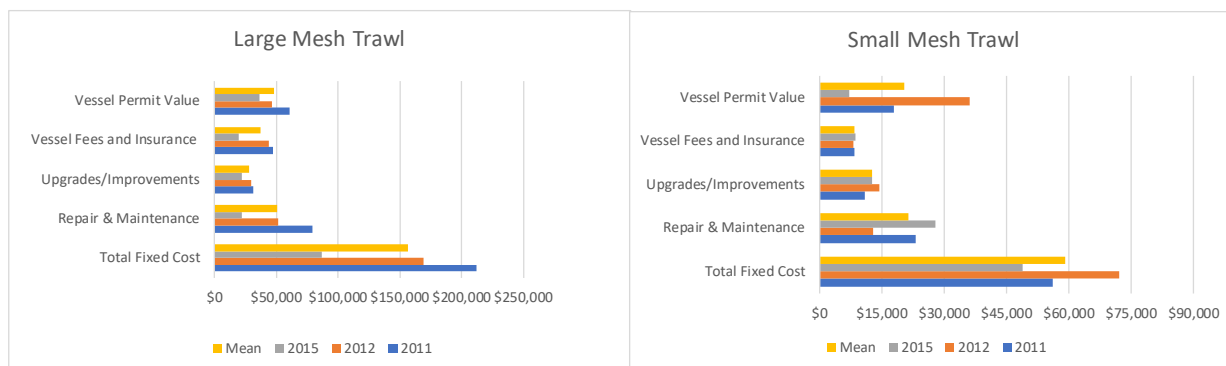 Large Mesh Trawl
Vessel Permit Value
Vessel Fees and Insurance
Upgrades/Improvements
Repair & Maintenance
Total Fixed Cost
$0 $50,000 $100,000 $150,000 $200,000 $250,000
Mean 2015 2012 2011
Small Mesh Trawl
Vessel Permit Value
Vessel Fees and Insurance
Upgrades/Improvements
Repair & Maintenance
Total Fixed Cost
$0 $15,000 $30,000 $45,000 $60,000 $75,000 $90,000
Mean 2015 2012 2011